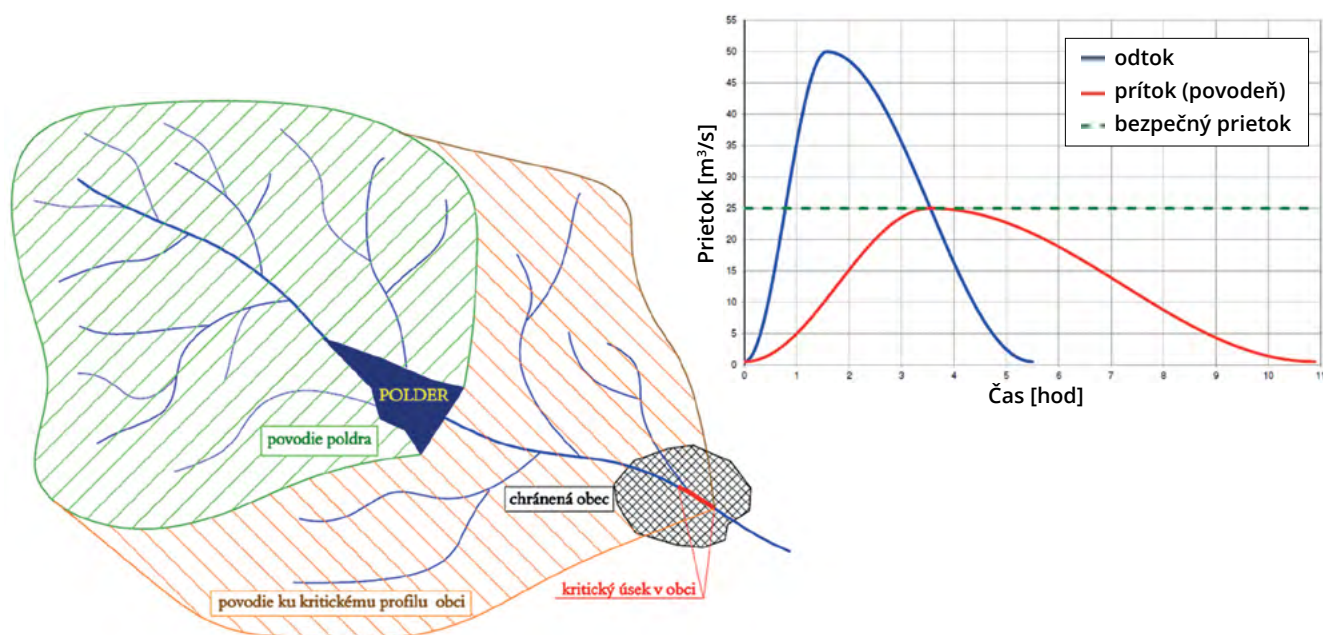 POLDER
povodie poldra
chránená obec
povodie ku kritickému profilu obci
kritický úsek v obci
55
50
45
40
35
30
25
20
15
10
5
0
Prietok [m³/s]
odtok
prítok (povodeň)
bezpečný prietok
0 1 2 3 4 5 6 7 8 9 10 11
Čas [hod]